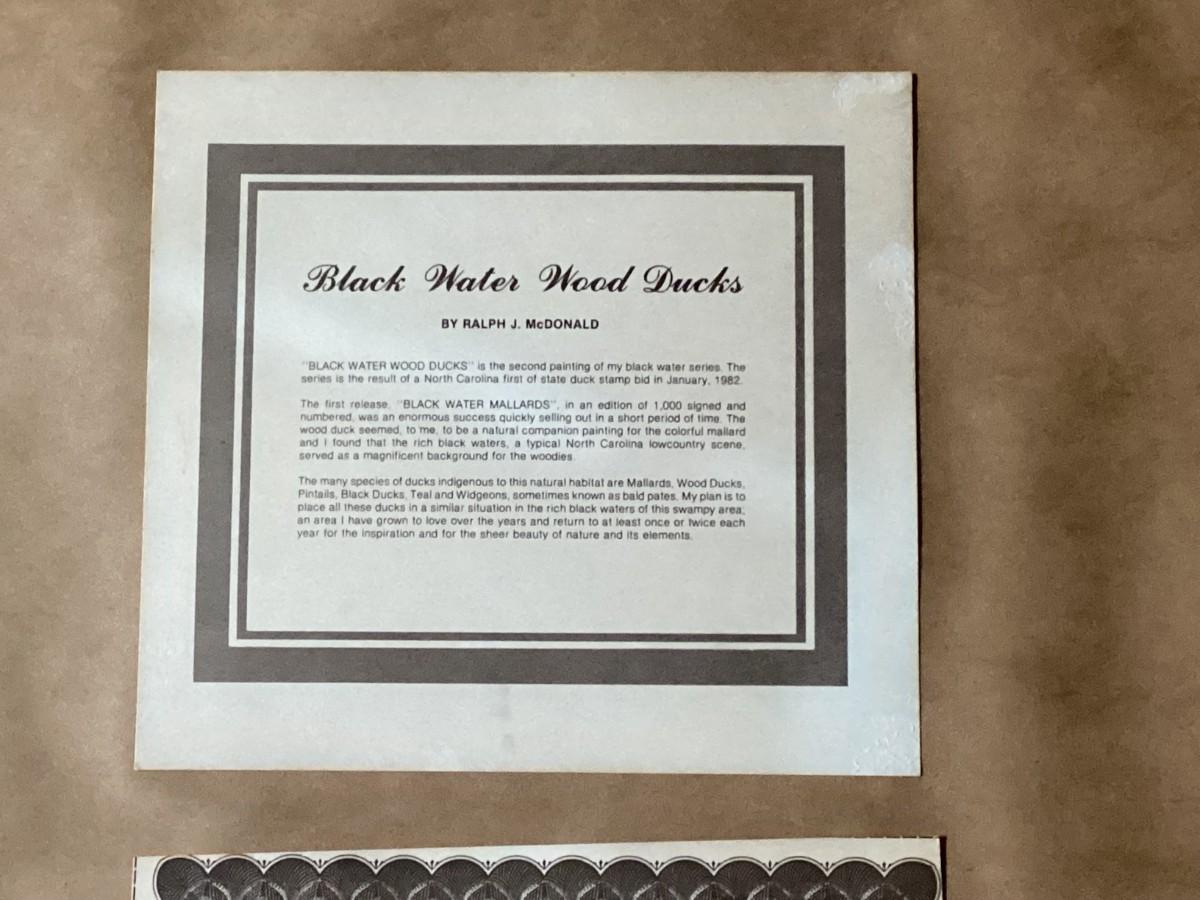 Black Water Wood Ducks
BY RALPH J. McDONALD
"BLACK WATER WOOD DUCKS" is the second painting of my black water series. The
series is the result of a North Carolina first of state duck stamp bid in January, 1982.
The first release, "BLACK WATER MALLARDS", in an edition of 1,000 signed and
numbered, was an enormous success quickly selling out in a short period of time. The
wood duck seemed, to me, to be a natural companion painting for the colorful mallard
and I found that the rich black waters, a typical North Carolina lowcountry scene,
served as a magnificent background for the woodies.
The many species of ducks indigenous to this natural habitat are Mallards, Wood Ducks,
Pintails, Black Ducks, Teal and Widgeons, sometimes known as bald pates. My plan is to
place all these ducks in a similar situation in the rich black waters of this swampy area;
an area I have grown to love over the years and return to at least once or twice each
year for the inspiration and for the sheer beauty of nature and its elements.